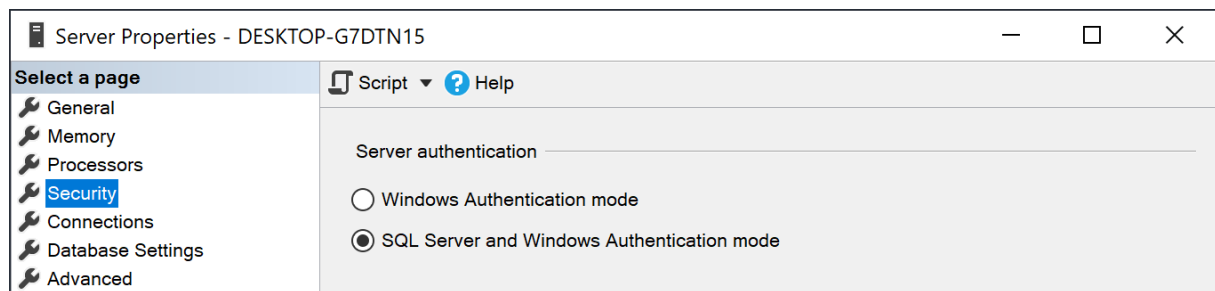 Server Properties - DESKTOP-G7DTN15
Select a page
General
Memory
Processors
Security
Connections
Database Settings
Advanced
Script
? Help
Server authentication
Windows Authentication mode
SQL Server and Windows Authentication mode